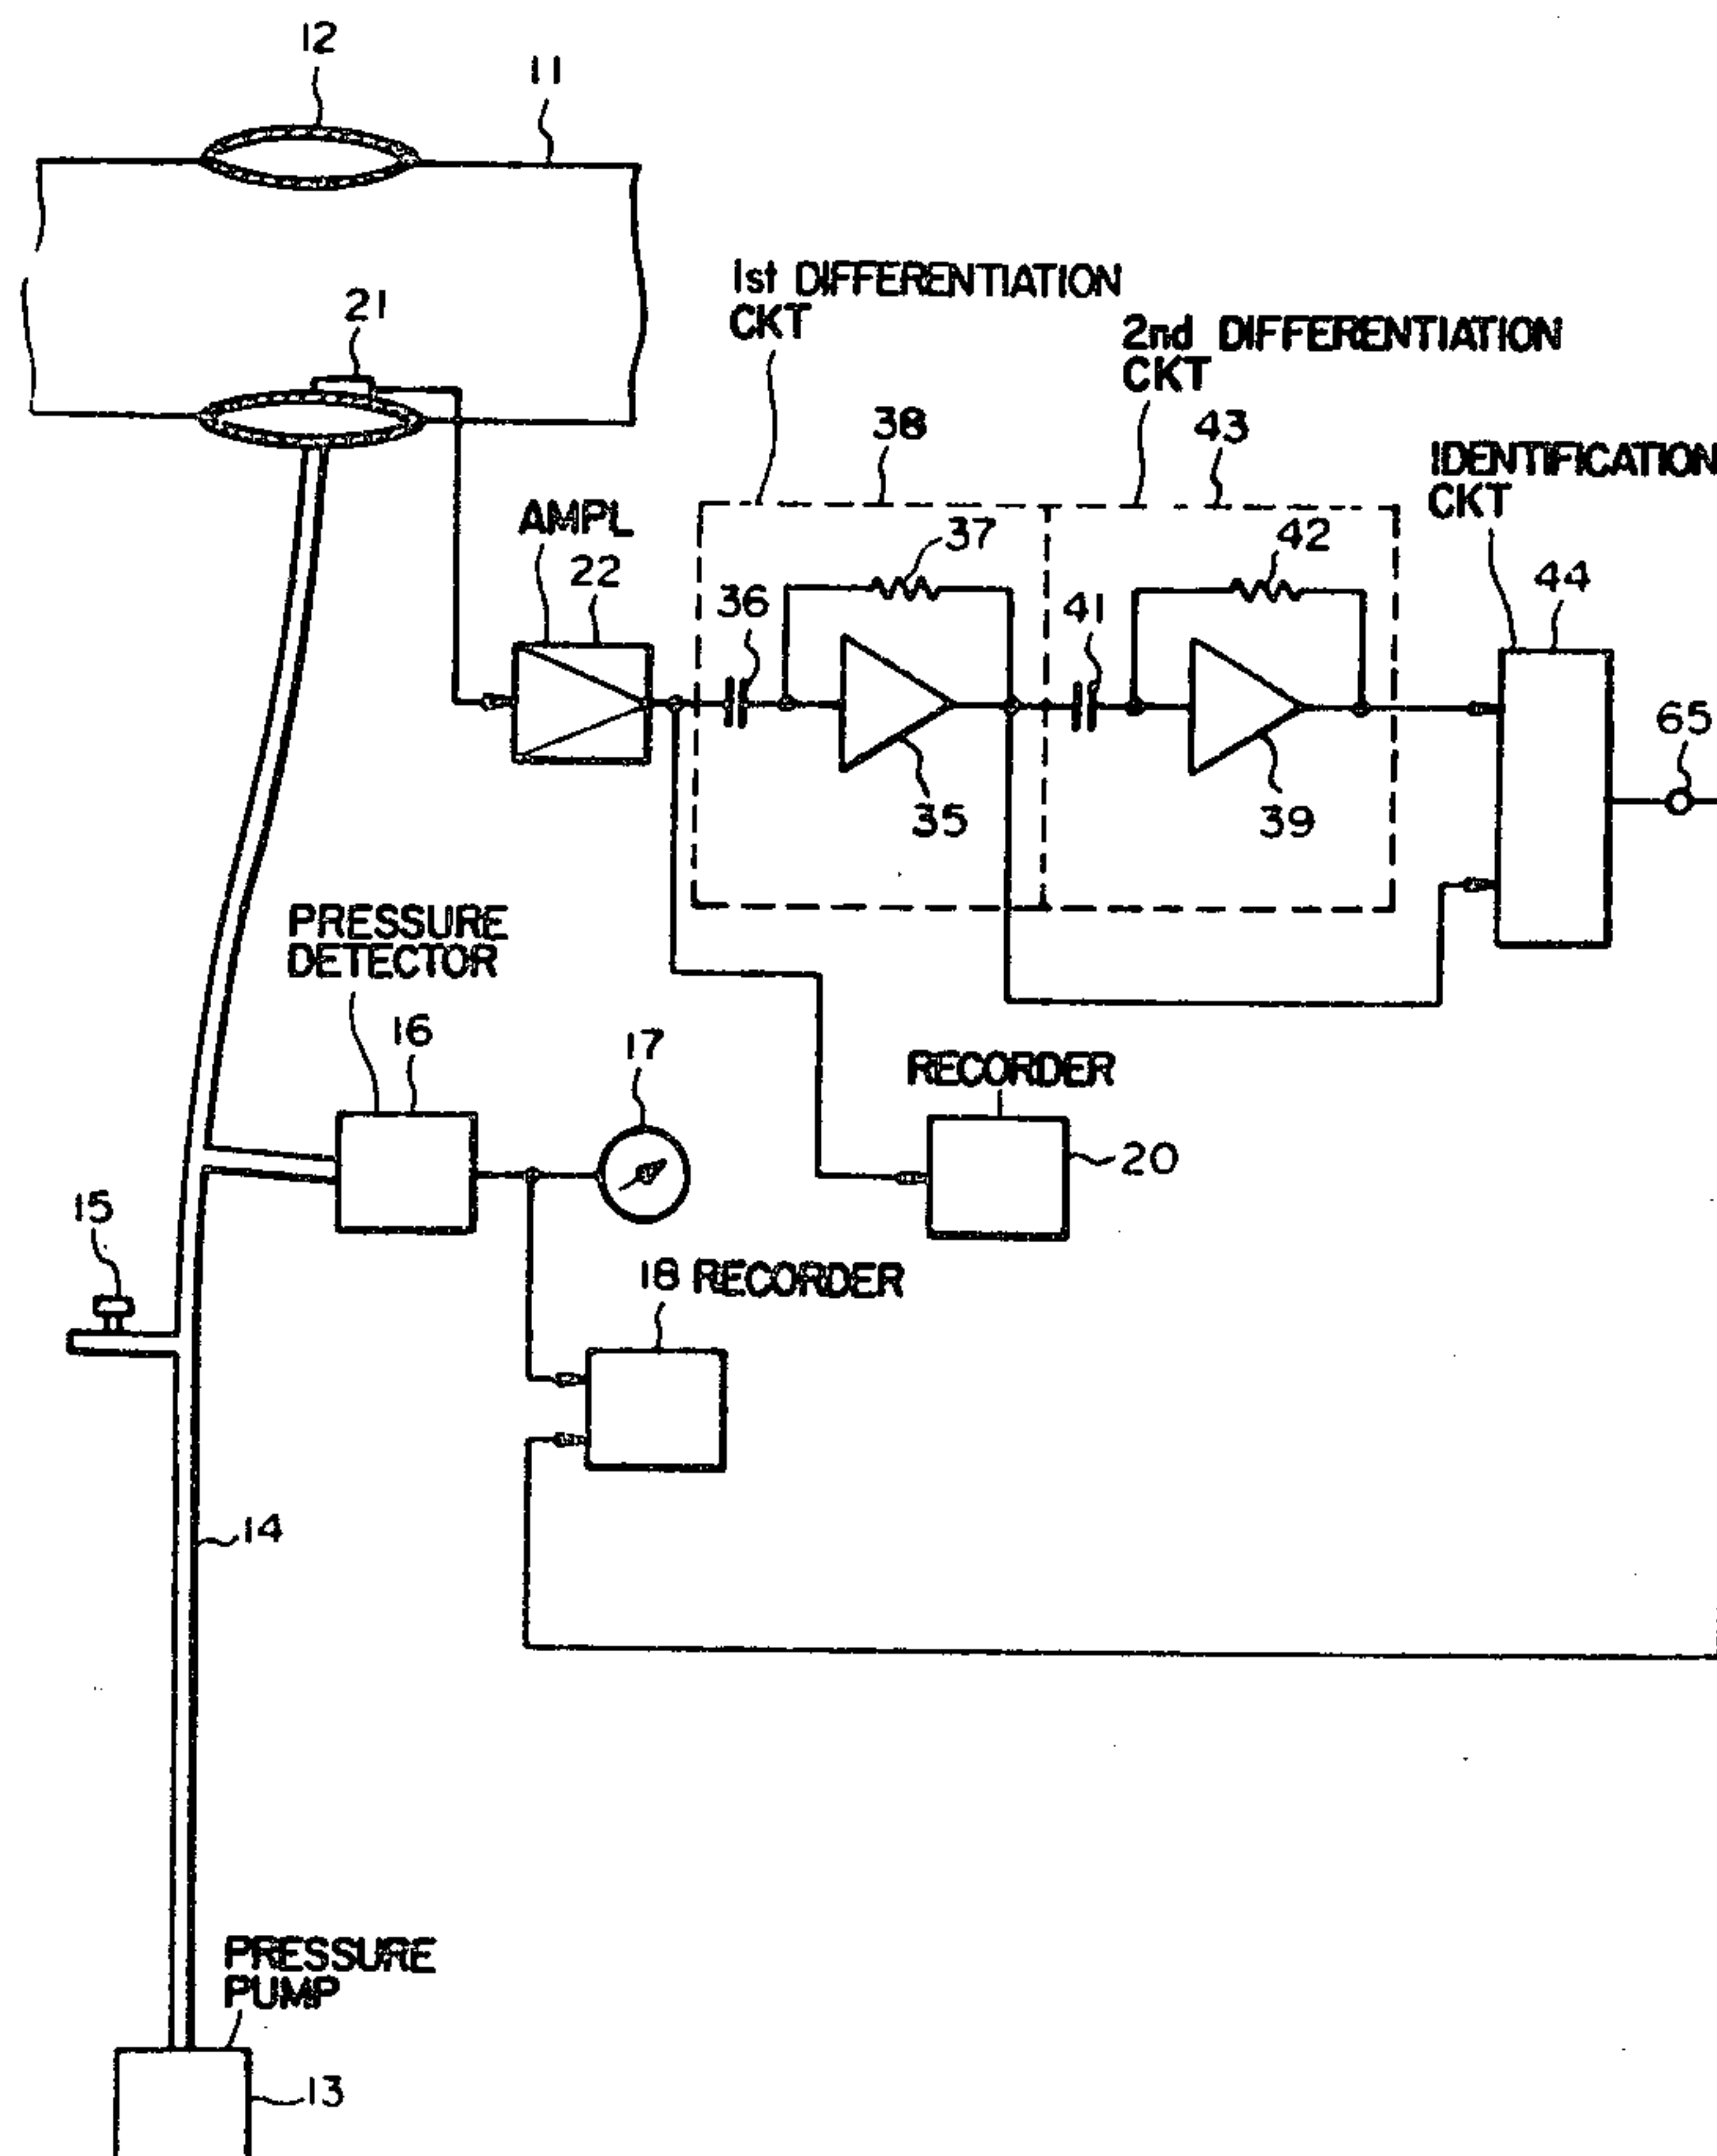 12
11
21
1st DIFFERENTIATION
CKT
2nd DIFFERENTIATION
CKT
38
43
IDENTIFICATION
CKT
AMPL
22
37
42
44
36
41
65
35
39
PRESSURE
DETECTOR
16
17
RECORDER
20
15
18 RECORDER
14
PRESSURE
PUMP
13